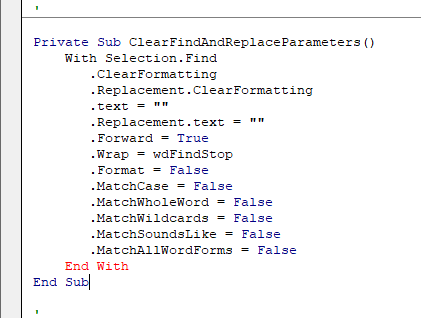 '
Private Sub ClearFindAndReplaceParameters()
    With Selection.Find
       .ClearFormatting
       .Replacement.ClearFormatting
       .text = ""
       .Replacement.text = ""
       .Forward = True
       .Wrap = wdFindStop
       .Format = False
       .MatchCase = False
       .MatchWholeWord = False
       .MatchWildcards = False
       .MatchSoundsLike = False
       .MatchAllWordForms = False
    End With
End Sub
'